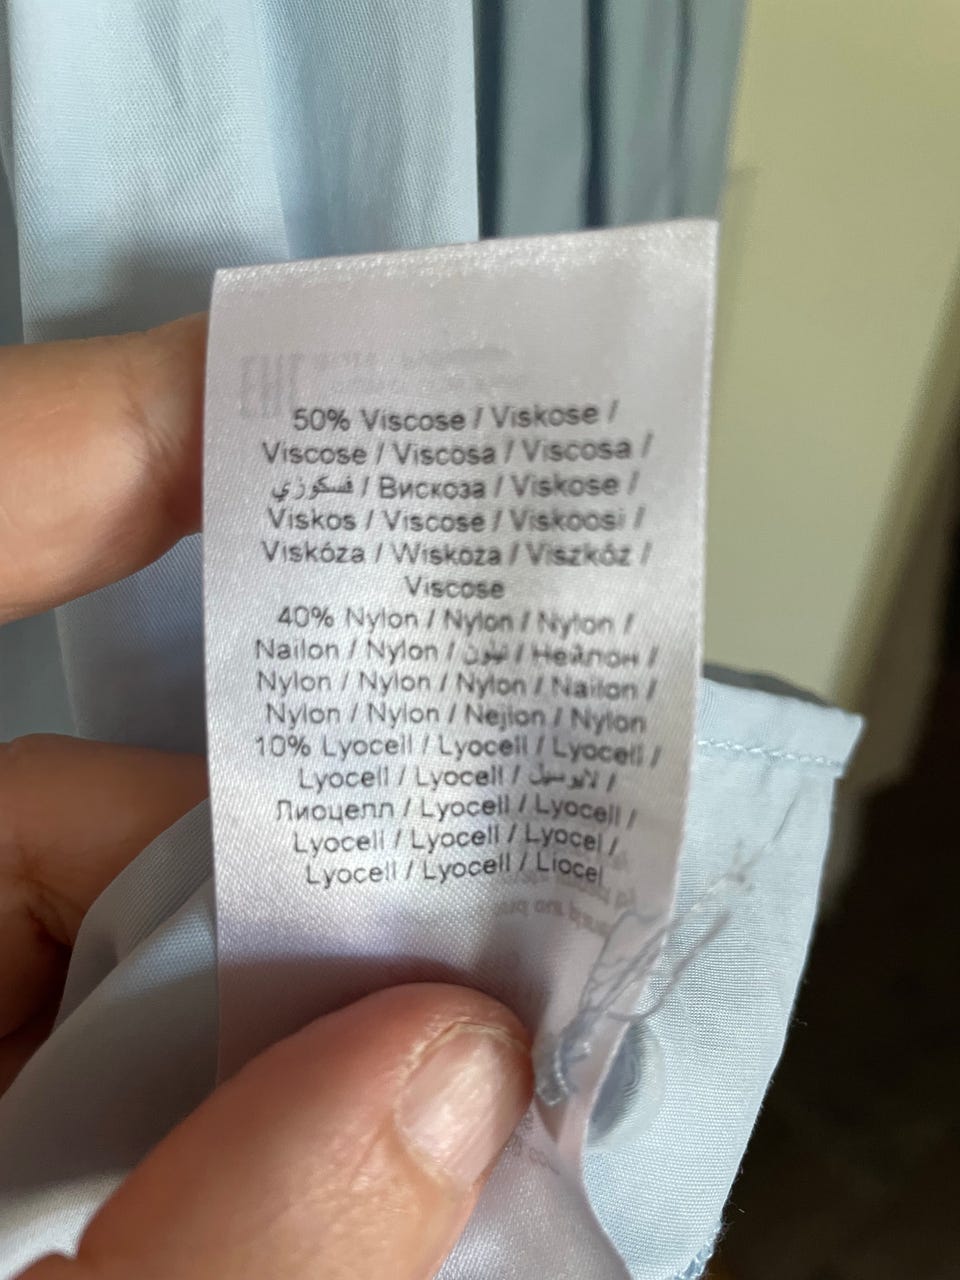 50% Viscose / Viskose /
Viscose / Viscosa / Viscosa /
فسكوزي / Вискоза / Viskose /
Viskos / Viscose / Viskoosi /
Viskóza / Wiskoza / Viszkóz /
Viscose
40% Nylon / Nylon / Nylon /
Nailon / Nylon / نيلون / Нейлон /
Nylon / Nylon / Nylon / Nailon /
Nylon / Nylon / Nejlon / Nylon
10% Lyocell / Lyocell / Lyocell /
Lyocell / Lyocell / لايوسيل /
Лиоцелл / Lyocell / Lyocell /
Lyocell / Lyocell / Lyocel /
Lyocell / Lyocell / Liocel